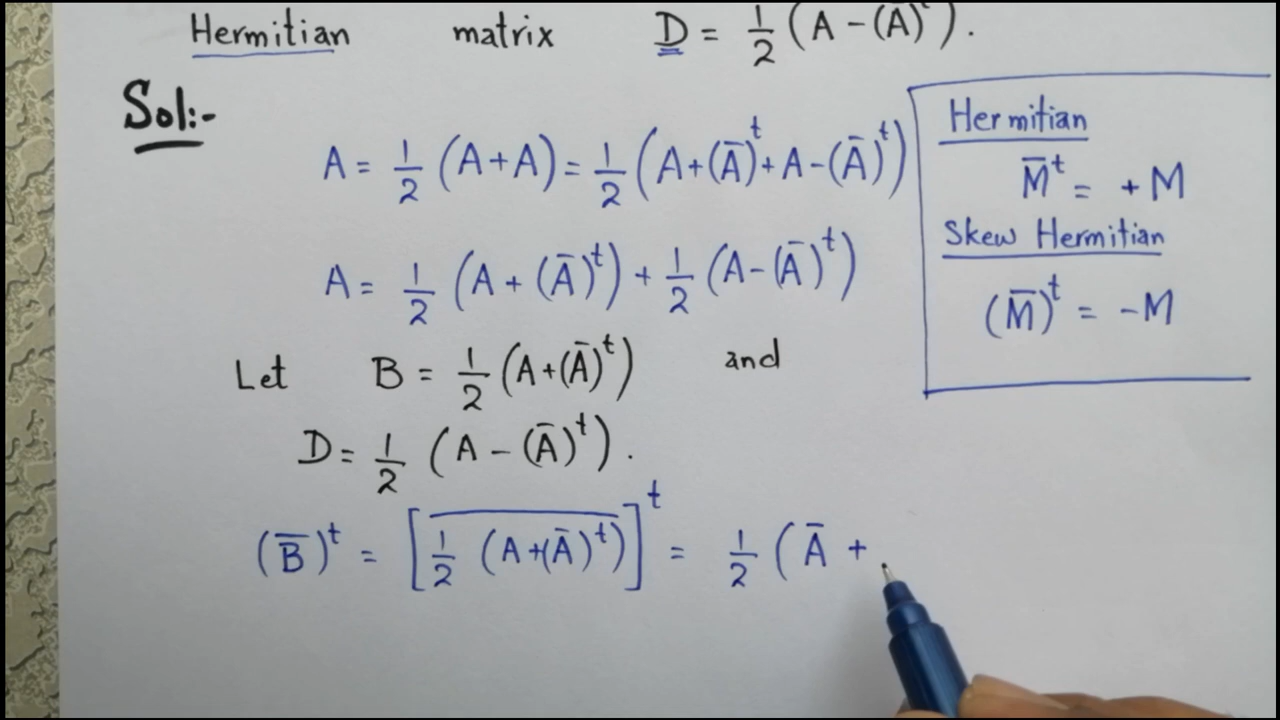 Hermitian matrix D = 1/2 (A - (Ā)ᵗ).
Sol:-
A = 1/2 (A + A) = 1/2 (A + (Ā)ᵗ + A - (Ā)ᵗ)
A = 1/2 (A + (Ā)ᵗ) + 1/2 (A - (Ā)ᵗ)
Let B = 1/2 (A + (Ā)ᵗ) and
D = 1/2 (A - (Ā)ᵗ).
(B̅)ᵗ = [\overline{1/2 (A + (Ā)ᵗ)}]ᵗ = 1/2 (Ā +
Hermitian
M̅ᵗ = + M
Skew Hermitian
(M̅)ᵗ = - M